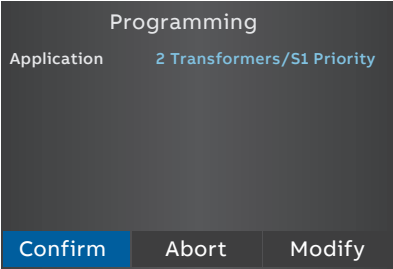 Programming
Application 2 Transformers/S1 Priority
Confirm Abort Modify